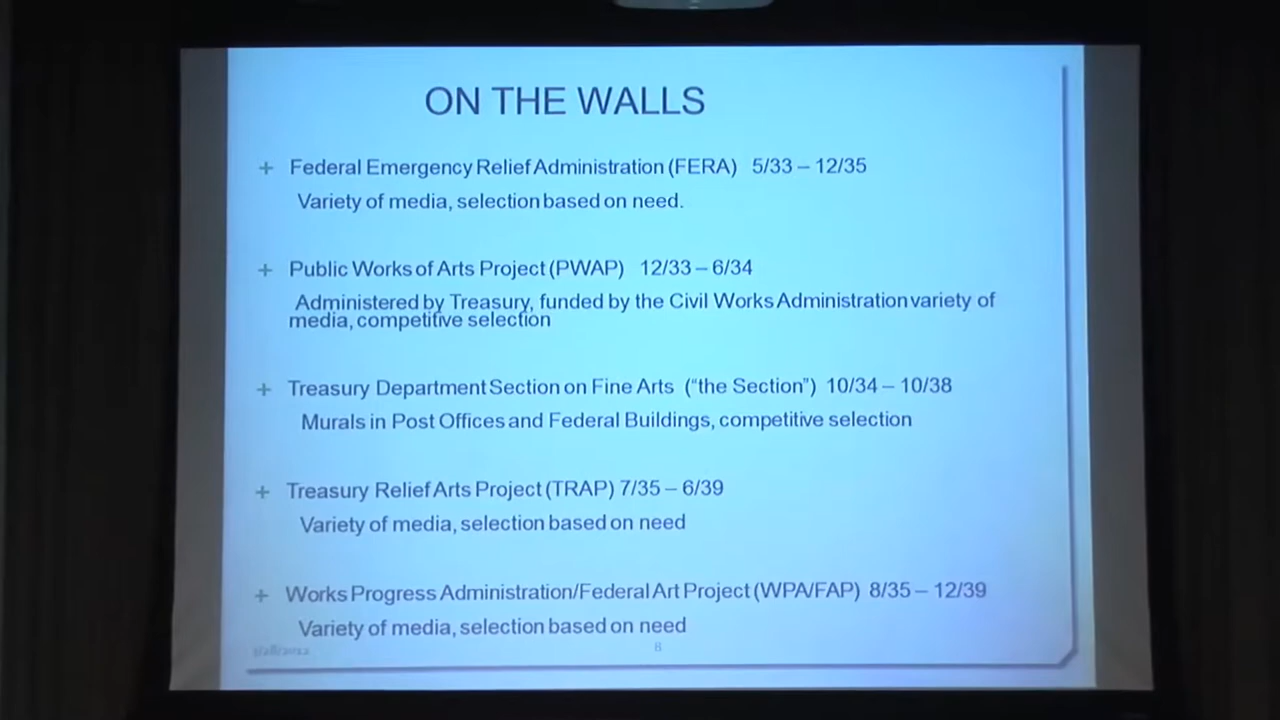 ON THE WALLS
+ Federal Emergency Relief Administration (FERA) 5/33 – 12/35
Variety of media, selection based on need.
+ Public Works of Arts Project (PWAP) 12/33 – 6/34
Administered by Treasury, funded by the Civil Works Administration variety of
media, competitive selection
+ Treasury Department Section on Fine Arts (“the Section”) 10/34 – 10/38
Murals in Post Offices and Federal Buildings, competitive selection
+ Treasury Relief Arts Project (TRAP) 7/35 – 6/39
Variety of media, selection based on need
+ Works Progress Administration/Federal Art Project (WPA/FAP) 8/35 – 12/39
Variety of media, selection based on need
8